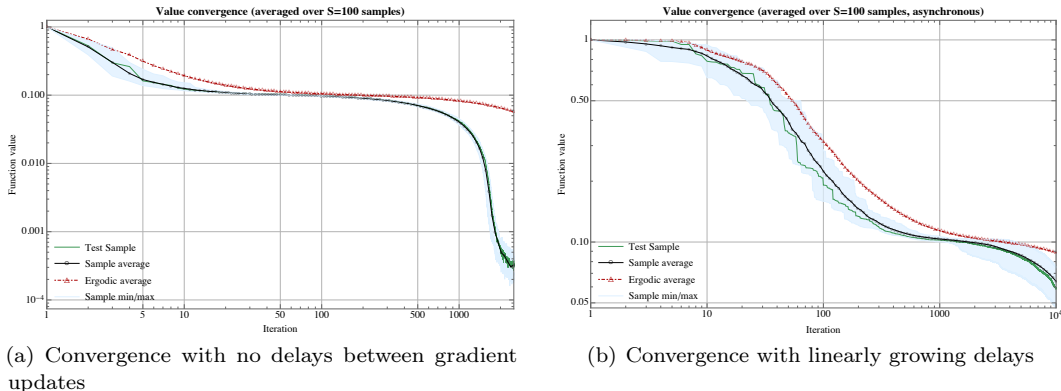 Value convergence (averaged over S=100 samples)
1
0.100
0.010
0.001
10⁻⁴
Function value
Test Sample
Sample average
Ergodic average
Sample min/max
1
5
10
50
100
500
1000
Iteration
(a) Convergence with no delays between gradient
updates
Value convergence (averaged over S=100 samples, asynchronous)
1
0.50
0.10
0.05
Function value
Test Sample
Sample average
Ergodic average
Sample min/max
1
10
100
1000
10⁴
Iteration
(b) Convergence with linearly growing delays